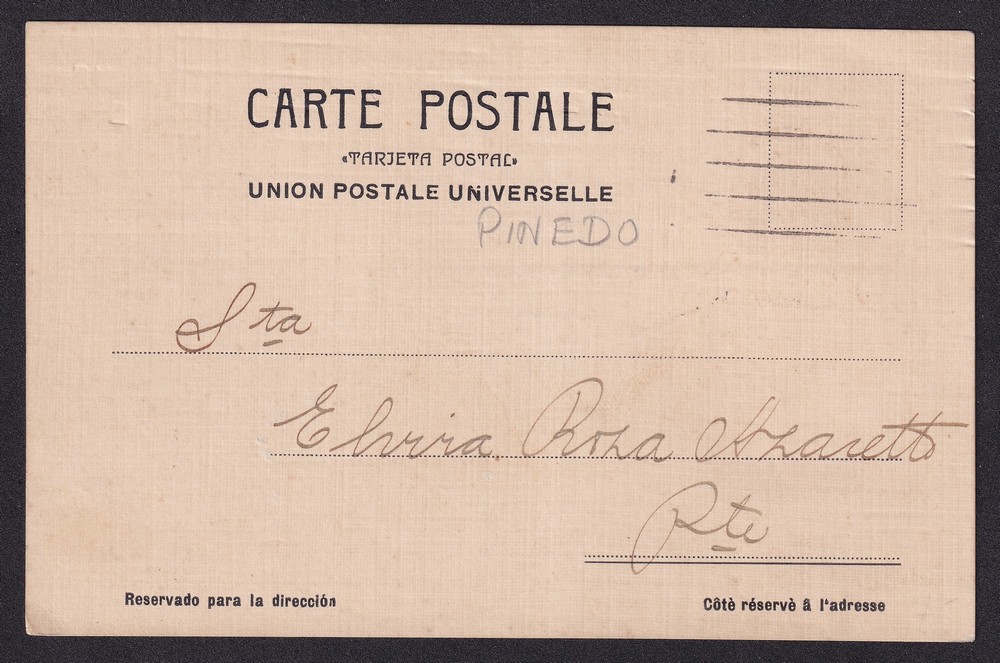 CARTE POSTALE
«TARJETA POSTAL»
UNION POSTALE UNIVERSELLE
PINEDO
Sta
Elvira Rosa Azaretto
Pte
Reservado para la dirección
Côtè réservè â l'adresse